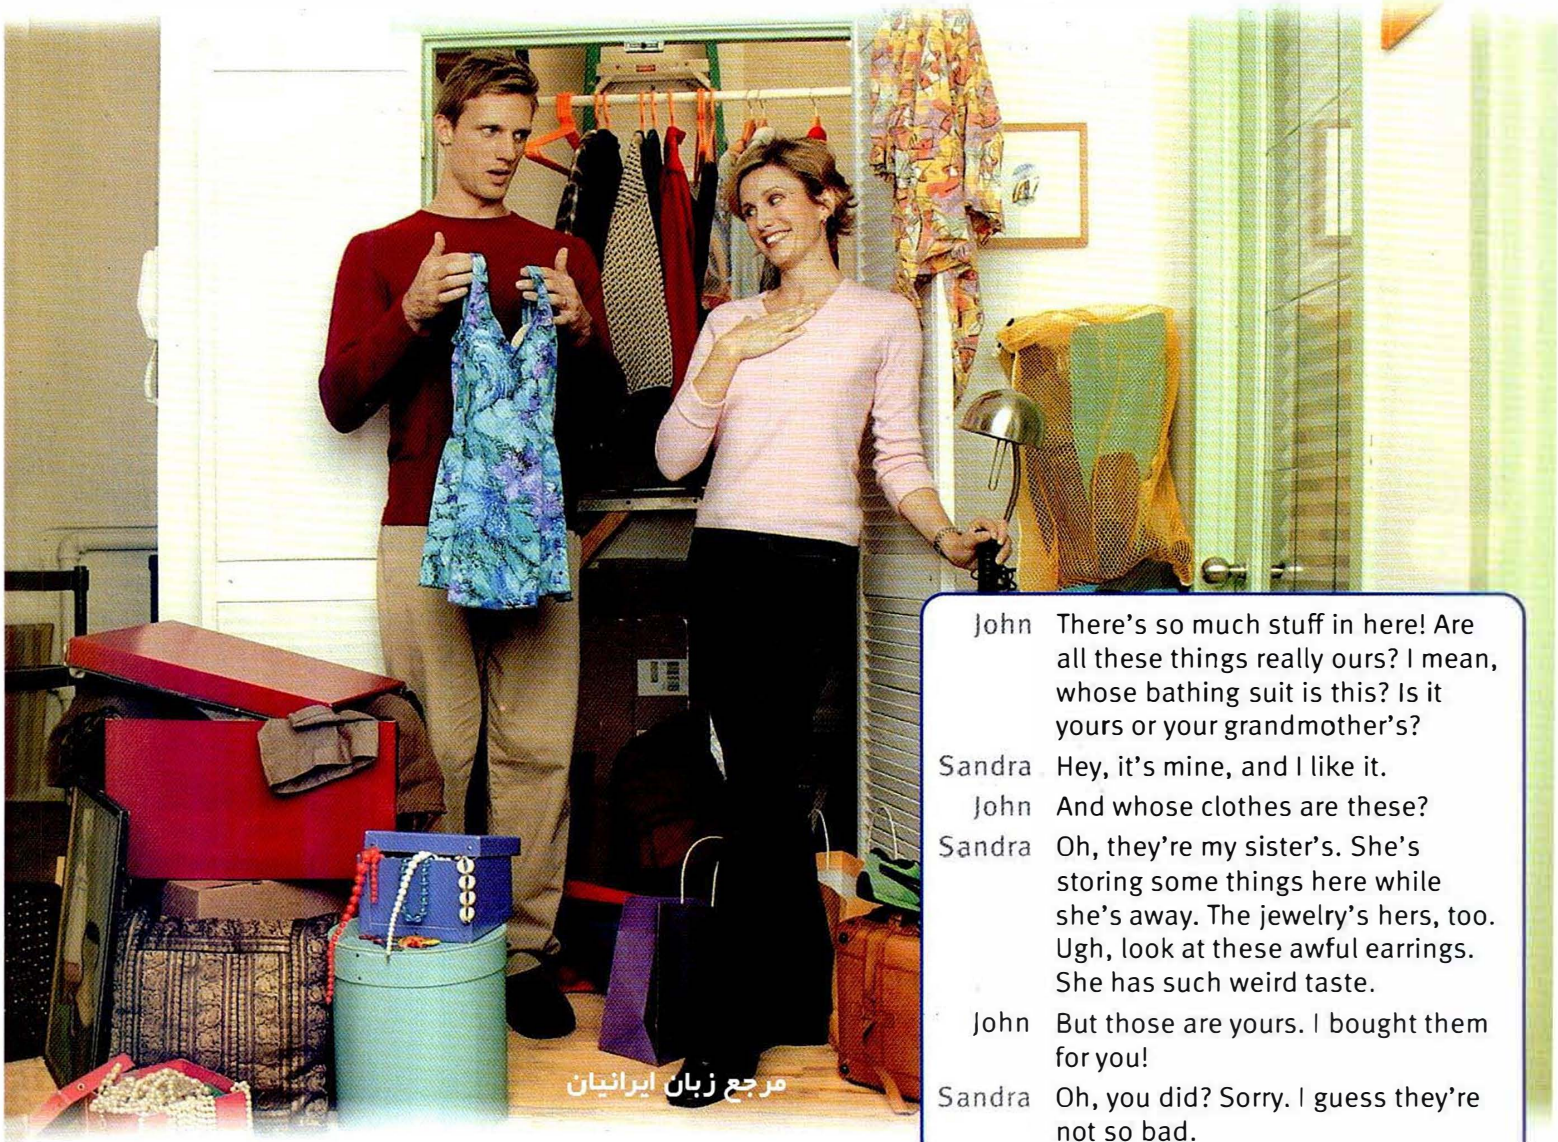 John There's so much stuff in here! Are
all these things really ours? I mean,
whose bathing suit is this? Is it
yours or your grandmother's?
Sandra Hey, it's mine, and I like it.
John And whose clothes are these?
Sandra Oh, they're my sister's. She's
storing some things here while
she's away. The jewelry's hers, too.
Ugh, look at these awful earrings.
She has such weird taste.
John But those are yours. I bought them
for you!
Sandra Oh, you did? Sorry. I guess they're
not so bad.
مرجع زبان ایرانیان